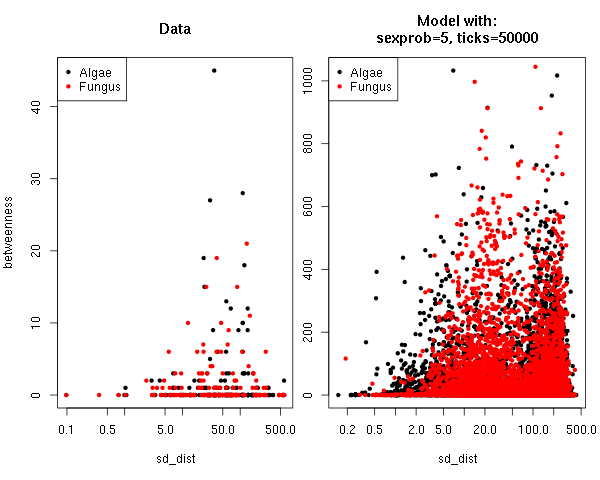 Data
Model with:
sexprob=5, ticks=50000
Algae
Fungus
Algae
Fungus
betweenness
0
10
20
30
40
0
200
400
600
800
1000
0.1
0.5
5.0
50.0
500.0
0.2
0.5
2.0
5.0
20.0
100.0
500.0
sd_dist
sd_dist